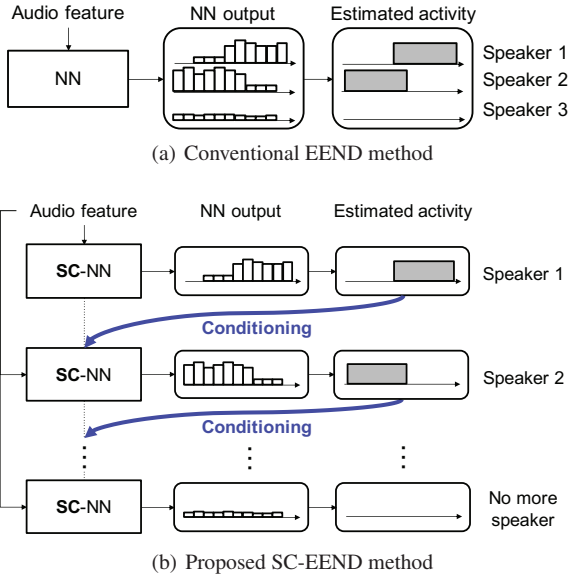 Audio feature
NN output
Estimated activity
NN
Speaker 1
Speaker 2
Speaker 3
(a) Conventional EEND method
Audio feature
NN output
Estimated activity
SC-NN
Speaker 1
Conditioning
SC-NN
Speaker 2
Conditioning
SC-NN
No more
speaker
(b) Proposed SC-EEND method